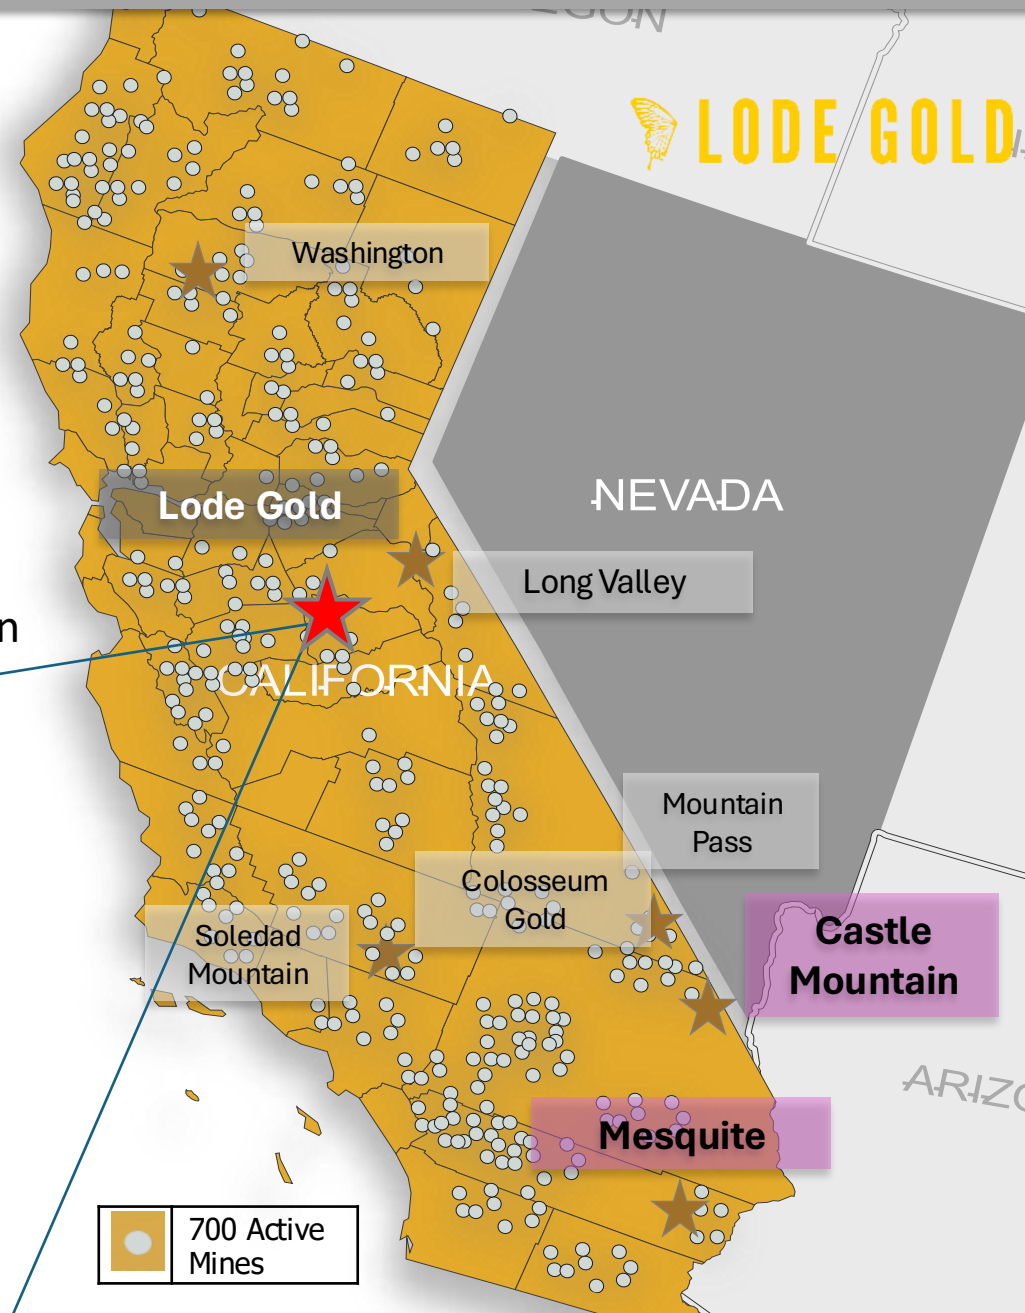 LODE GOLD
Washington
NEVADA
Lode Gold
Long Valley
n
CALIFORNIA
Mountain
Pass
Colosseum
Gold
Castle
Mountain
Soledad
Mountain
Mesquite
700 Active
Mines